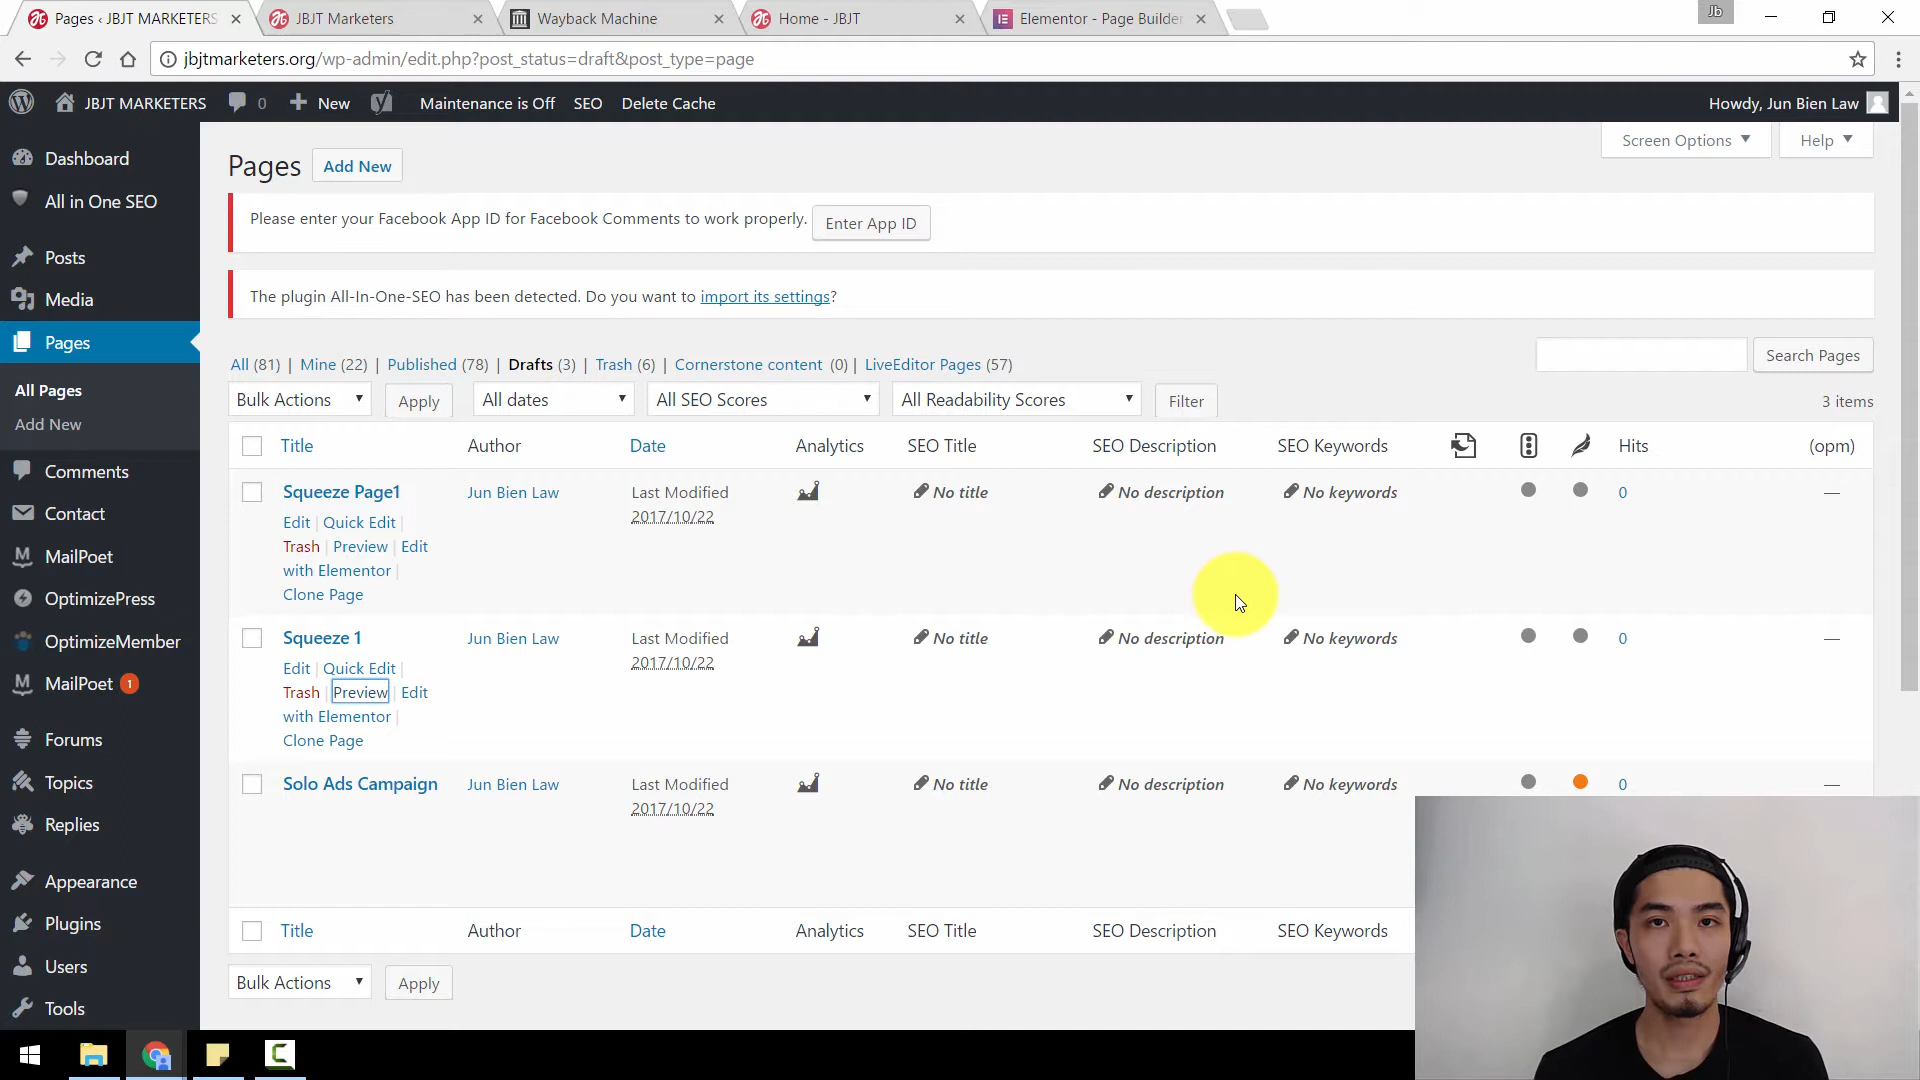 Pages ‹ JBJT MARKETERS
JBJT Marketers
Wayback Machine
Home - JBJT
Elementor - Page Builder
Jb
jbjtmarketers.org/wp-admin/edit.php?post_status=draft&post_type=page
JBJT MARKETERS
0
New
Maintenance is Off
SEO
Delete Cache
Howdy, Jun Bien Law
Dashboard
All in One SEO
Posts
Media
Pages
All Pages
Add New
Comments
Contact
MailPoet
OptimizePress
OptimizeMember
MailPoet 1
Forums
Topics
Replies
Appearance
Plugins
Users
Tools
Screen Options
Help
Pages Add New
Please enter your Facebook App ID for Facebook Comments to work properly. Enter App ID
The plugin All-In-One-SEO has been detected. Do you want to import its settings?
All (81) | Mine (22) | Published (78) | Drafts (3) | Trash (6) | Cornerstone content (0) | LiveEditor Pages (57)
Search Pages
Bulk Actions Apply All dates All SEO Scores All Readability Scores Filter
3 items
Title Author Date Analytics SEO Title SEO Description SEO Keywords Hits (opm)
Squeeze Page1 Jun Bien Law Last Modified No title No description No keywords 0 —
2017/10/22
Edit | Quick Edit |
Trash | Preview | Edit
with Elementor |
Clone Page
Squeeze 1 Jun Bien Law Last Modified No title No description No keywords 0 —
2017/10/22
Edit | Quick Edit |
Trash | Preview | Edit
with Elementor |
Clone Page
Solo Ads Campaign Jun Bien Law Last Modified No title No description No keywords 0 —
2017/10/22
Title Author Date Analytics SEO Title SEO Description SEO Keywords
Bulk Actions Apply